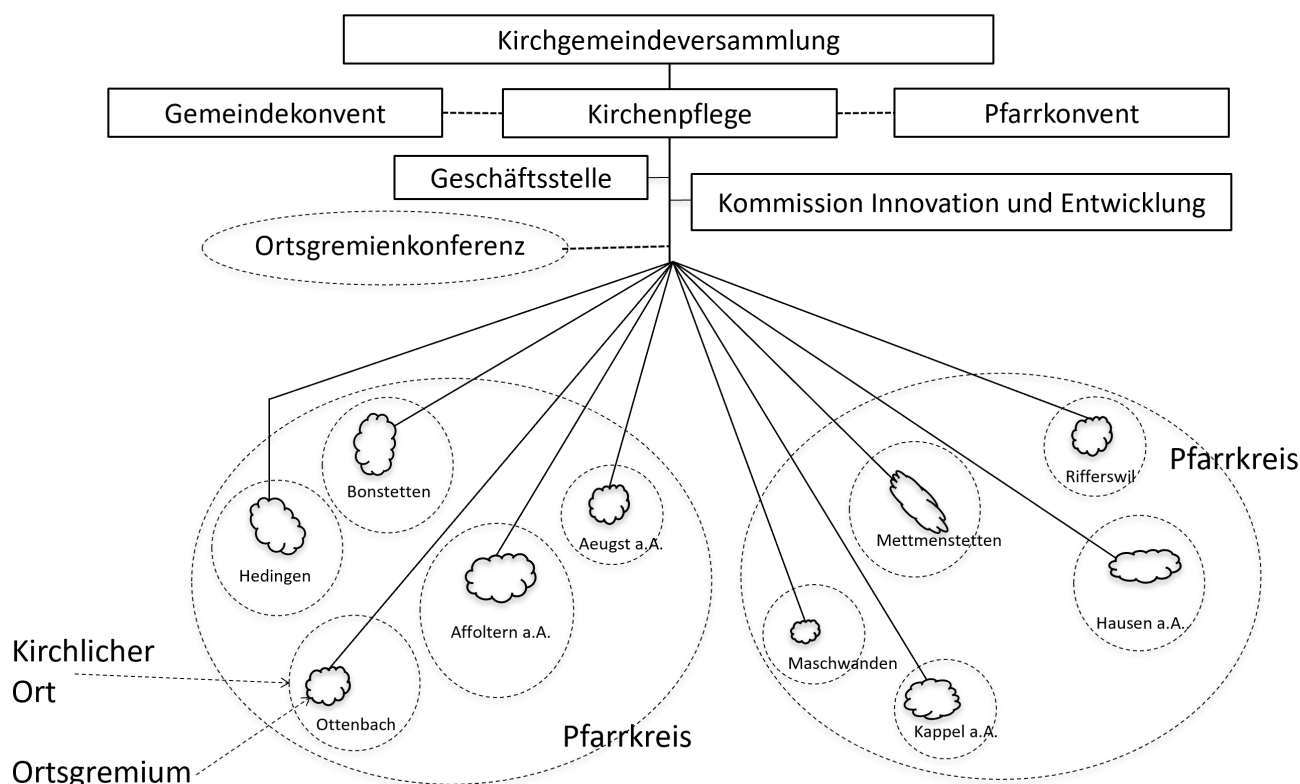 Kirchgemeindeversammlung
Gemeindekonvent
Kirchenpflege
Pfarrkonvent
Geschäftsstelle
Kommission Innovation und Entwicklung
Ortsgremienkonferenz
Rifferswil
Pfarrkreis
Bonstetten
Mettmenstetten
Aeugst a.A.
Hedingen
Hausen a.A.
Affoltern a.A.
Kirchlicher
Ort
Maschwanden
Ottenbach
Kappel a.A.
Pfarrkreis
Ortsgremium